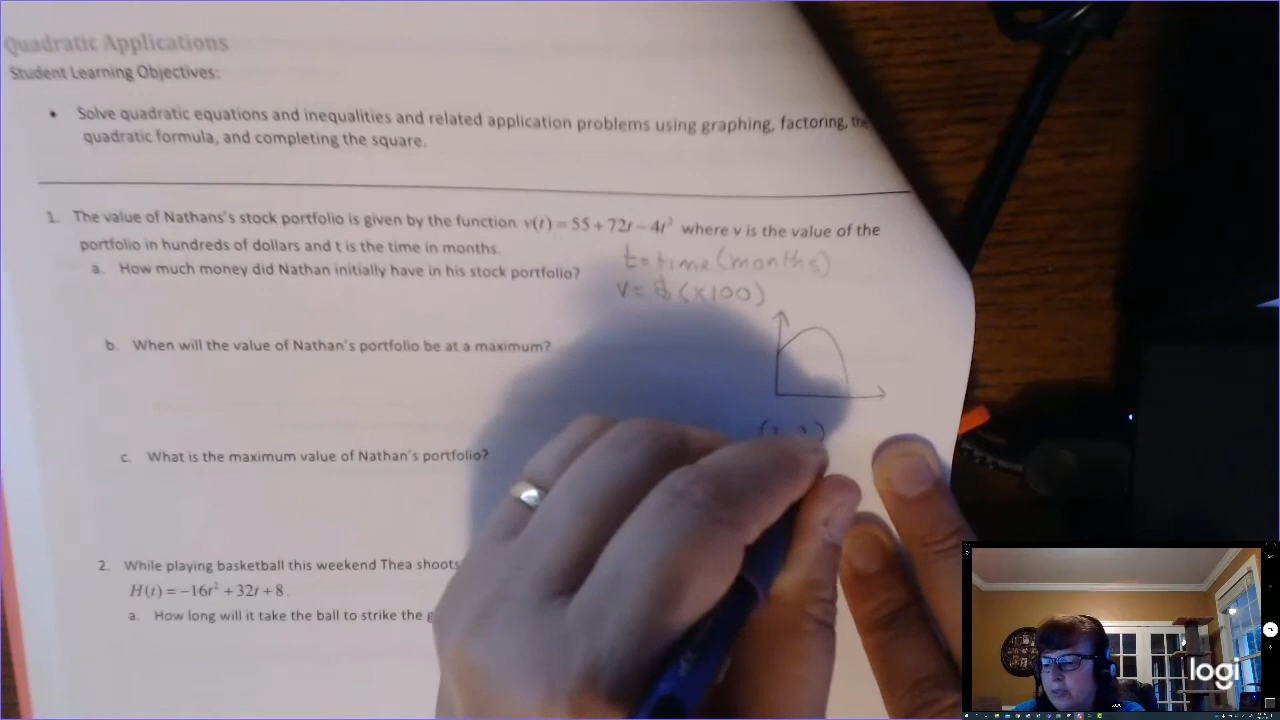 Quadratic Applications
Student Learning Objectives:
• Solve quadratic equations and inequalities and related application problems using graphing, factoring, the
quadratic formula, and completing the square.
1. The value of Nathans's stock portfolio is given by the function v(t) = 55 + 72t − 4t² where v is the value of the
portfolio in hundreds of dollars and t is the time in months.
t = time (months)
a. How much money did Nathan initially have in his stock portfolio?
V = $ (x100)
b. When will the value of Nathan's portfolio be at a maximum?
c. What is the maximum value of Nathan's portfolio?
2. While playing basketball this weekend Thea shoots
H(t) = −16t² + 32t + 8.
a. How long will it take the ball to strike the g
logi